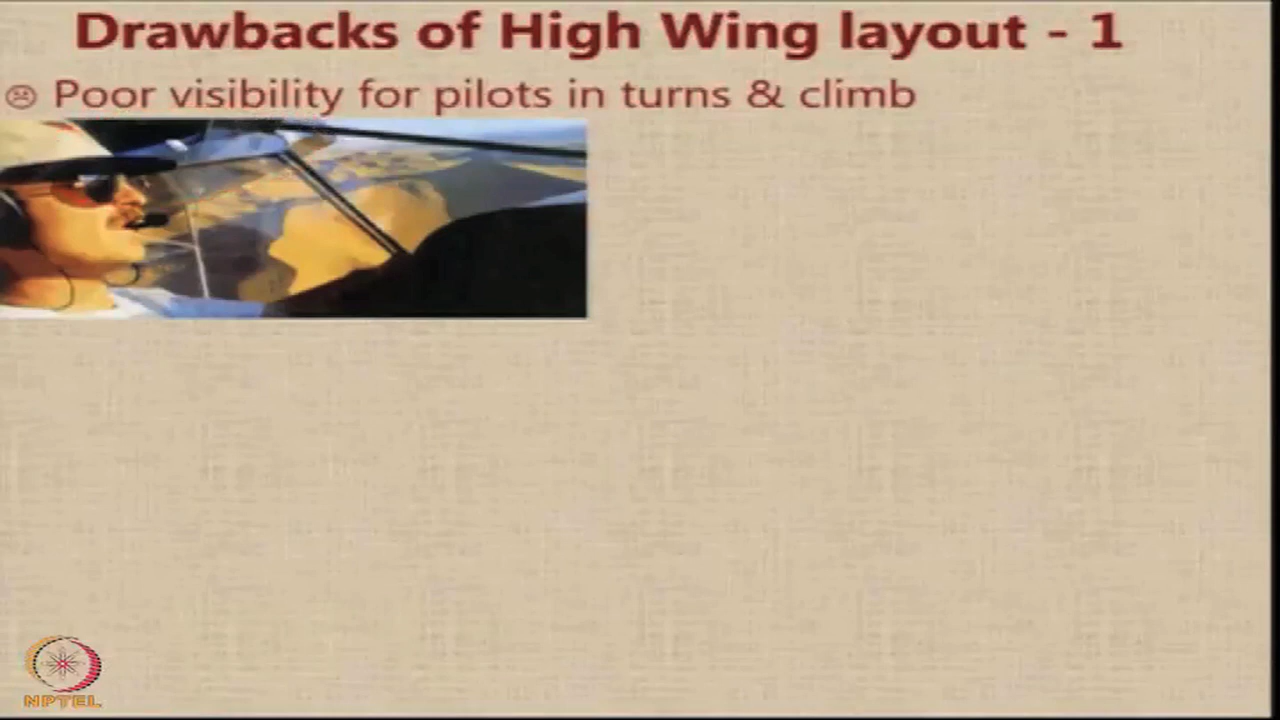 Drawbacks of High Wing layout - 1
☹ Poor visibility for pilots in turns & climb
NPTEL